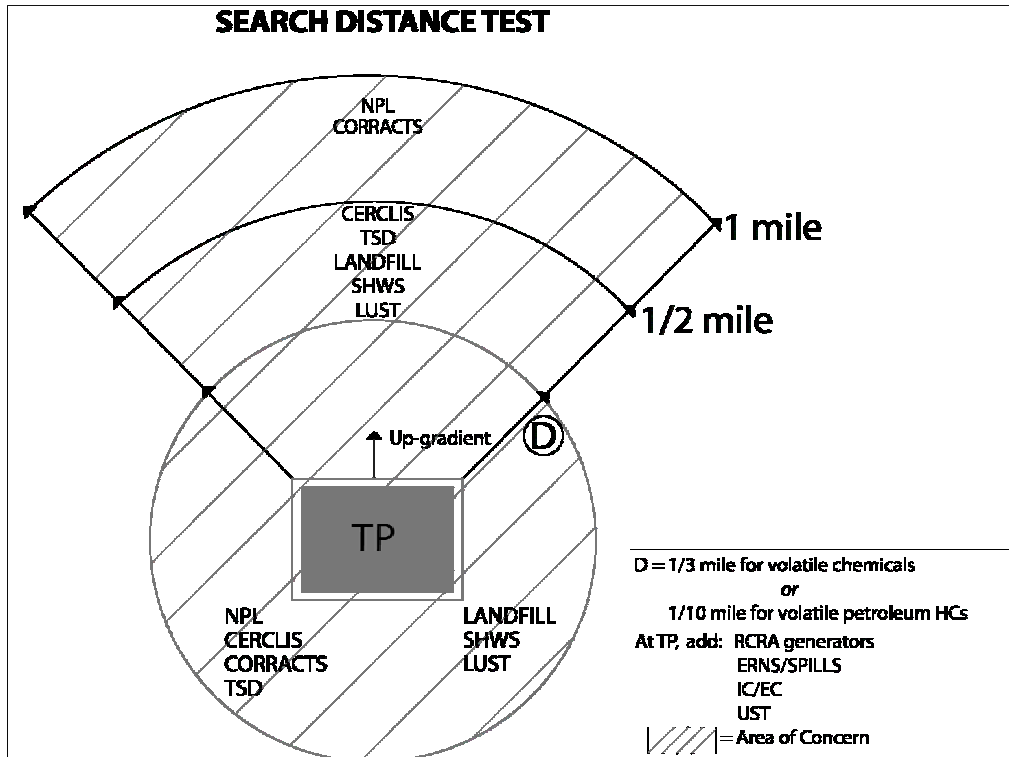 SEARCH DISTANCE TEST
NPL
CORRACTS
CERCLIS
TSD
LANDFILL
SHWS
LUST
1 mile
1/2 mile
Up-gradient
D
TP
NPL
CERCLIS
CORRACTS
TSD
LANDFILL
SHWS
LUST
D = 1/3 mile for volatile chemicals
or
1/10 mile for volatile petroleum HCs
At TP, add: RCRA generators
ERNS/SPILLS
IC/EC
UST
= Area of Concern